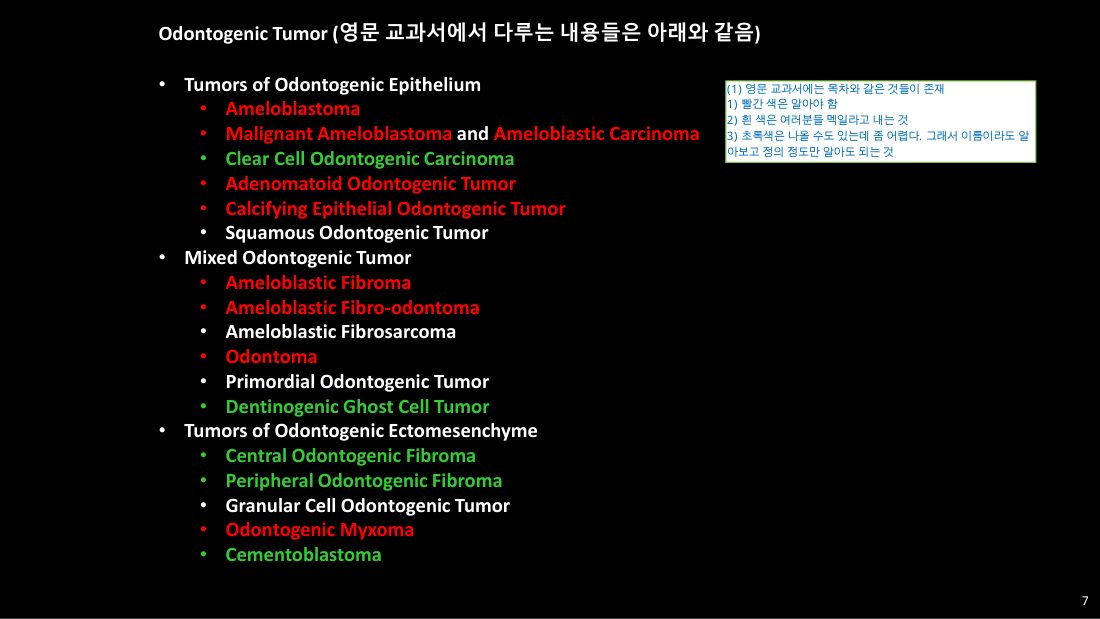 Odontogenic Tumor (영문 교과서에서 다루는 내용들은 아래와 같음)
• Tumors of Odontogenic Epithelium
• Ameloblastoma
• Malignant Ameloblastoma and Ameloblastic Carcinoma
• Clear Cell Odontogenic Carcinoma
• Adenomatoid Odontogenic Tumor
• Calcifying Epithelial Odontogenic Tumor
• Squamous Odontogenic Tumor
• Mixed Odontogenic Tumor
• Ameloblastic Fibroma
• Ameloblastic Fibro-odontoma
• Ameloblastic Fibrosarcoma
• Odontoma
• Primordial Odontogenic Tumor
• Dentinogenic Ghost Cell Tumor
• Tumors of Odontogenic Ectomesenchyme
• Central Odontogenic Fibroma
• Peripheral Odontogenic Fibroma
• Granular Cell Odontogenic Tumor
• Odontogenic Myxoma
• Cementoblastoma
(1) 영문 교과서에는 목차와 같은 것들이 존재
1) 빨간 색은 알아야 함
2) 흰 색은 여러분들 멕일라고 내는 것
3) 초록색은 나올 수도 있는데 좀 어렵다. 그래서 이름이라도 알
아보고 정의 정도만 알아도 되는 것
7